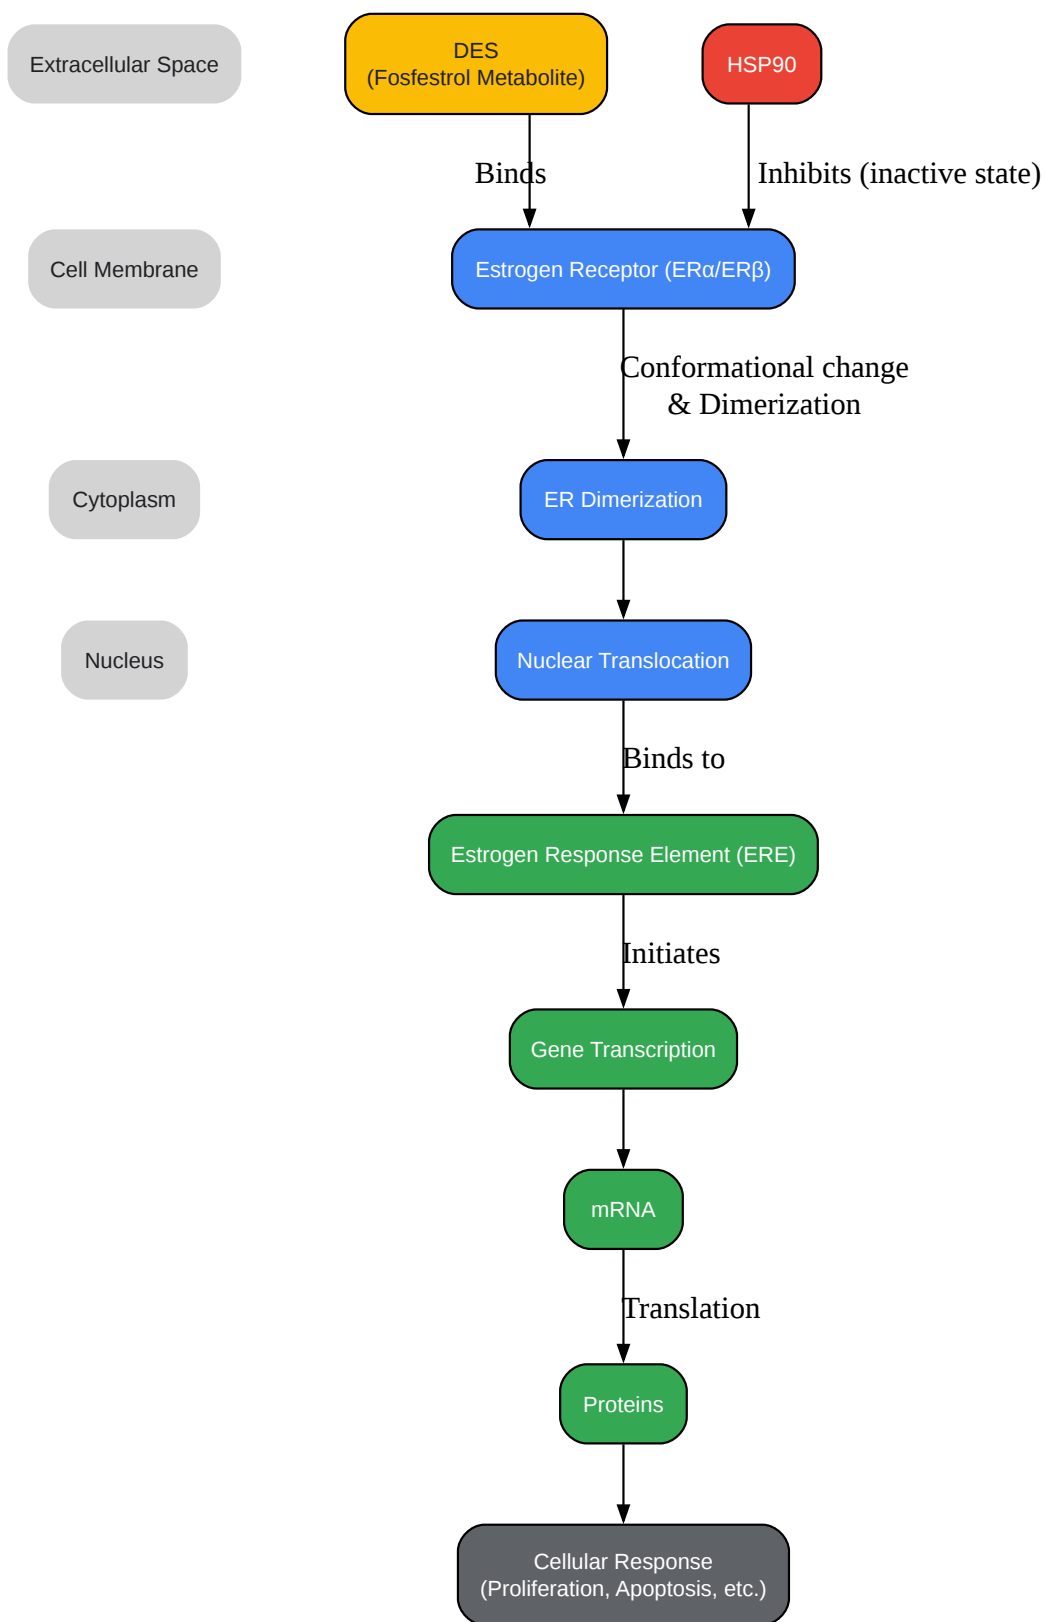 Extracellular Space
DES
(Fosfestrol Metabolite)
HSP90
Binds
Inhibits (inactive state)
Cell Membrane
Estrogen Receptor (ERα/ERβ)
Conformational change
& Dimerization
Cytoplasm
ER Dimerization
Nucleus
Nuclear Translocation
Binds to
Estrogen Response Element (ERE)
Initiates
Gene Transcription
mRNA
Translation
Proteins
Cellular Response
(Proliferation, Apoptosis, etc.)